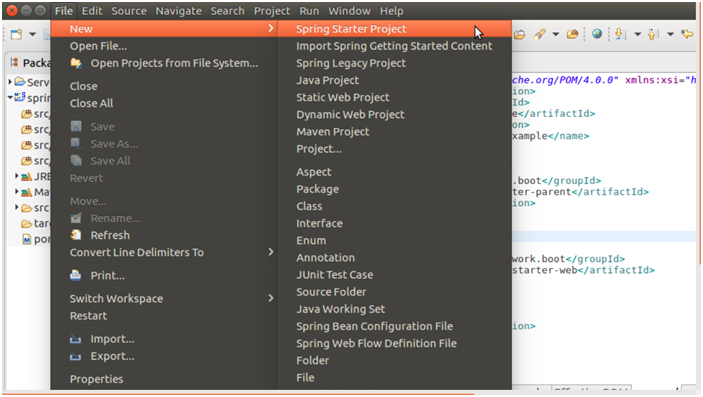 File Edit Source Navigate Search Project Run Window Help
New
Open File...
Open Projects from File System...
Close
Close All
Save
Save As...
Save All
Revert
Move...
Rename...
Refresh
Convert Line Delimiters To
Print...
Switch Workspace
Restart
Import...
Export...
Properties
Spring Starter Project
Import Spring Getting Started Content
Spring Legacy Project
Java Project
Static Web Project
Dynamic Web Project
Maven Project
Project...
Aspect
Package
Class
Interface
Enum
Annotation
JUnit Test Case
Source Folder
Java Working Set
Spring Bean Configuration File
Spring Web Flow Definition File
Folder
File
Packa
Serve
sprin
src/
src/
src/
src/
JRE
Ma
src
targ
pom
che.org/POM/4.0.0" xmlns:xsi="h
ion>
Id>
e</artifactId>
on>
xample</name>
.boot</groupId>
ter-parent</artifactId>
ion>
work.boot</groupId>
starter-web</artifactId>
ion>